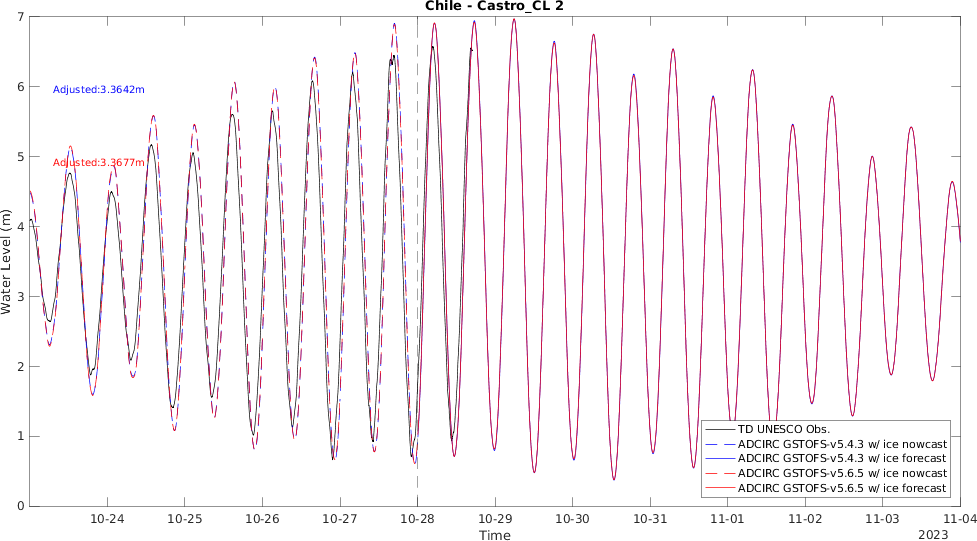 Chile - Castro_CL 2
7
6
5
4
3
2
1
0
Water Level (m)
Adjusted:3.3642m
Adjusted:3.3677m
TD UNESCO Obs.
ADCIRC GSTOFS-v5.4.3 w/ ice nowcast
ADCIRC GSTOFS-v5.4.3 w/ ice forecast
ADCIRC GSTOFS-v5.6.5 w/ ice nowcast
ADCIRC GSTOFS-v5.6.5 w/ ice forecast
10-24 10-25 10-26 10-27 10-28 10-29 10-30 10-31 11-01 11-02 11-03 11-04
Time
2023